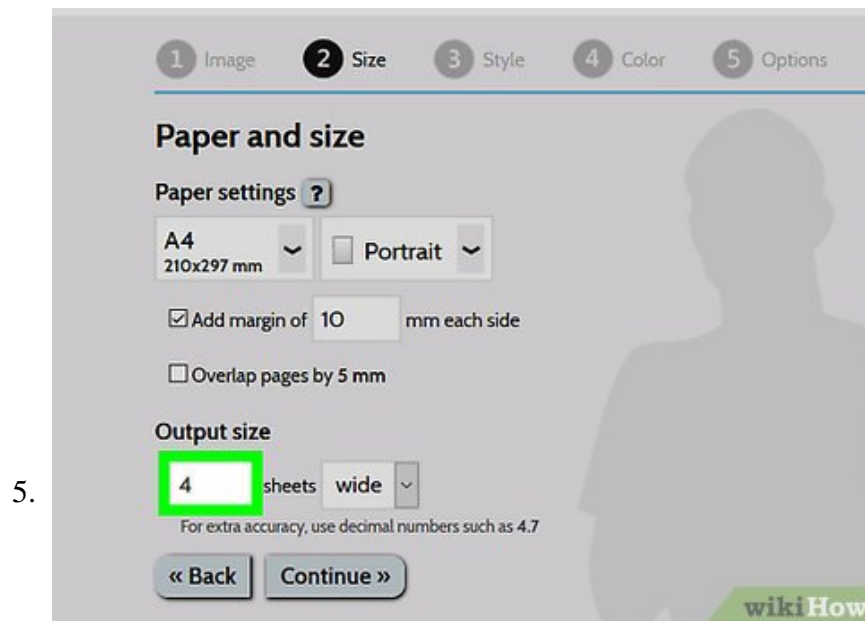 1 Image 2 Size 3 Style 4 Color 5 Options
Paper and size
Paper settings ?
A4
210x297 mm
Portrait
Add margin of 10 mm each side
Overlap pages by 5 mm
Output size
5.
4 sheets wide
For extra accuracy, use decimal numbers such as 4.7
« Back Continue »
wikiHow